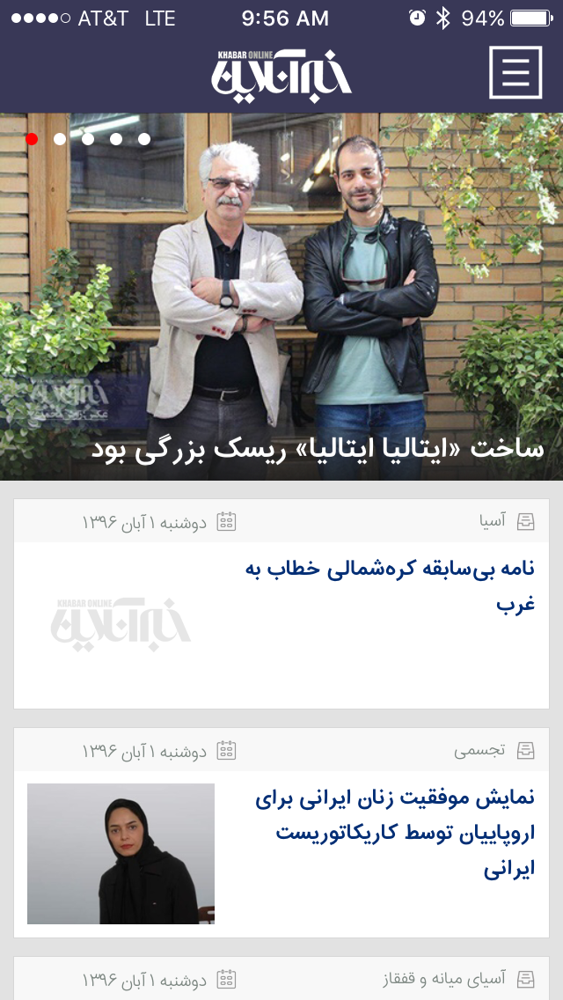 AT&T LTE 9:56 AM 94%
KHABAR ONLINE
خبرآنلاین
خبرآنلاین
ساخت «ایتالیا ایتالیا» ریسک بزرگی بود
آسیا
دوشنبه ۱ آبان ۱۳۹۶
نامه بی‌سابقه کره‌شمالی خطاب به
غرب
KHABAR ONLINE
خبرآنلاین
تجسمی
دوشنبه ۱ آبان ۱۳۹۶
نمایش موفقیت زنان ایرانی برای
اروپاییان توسط کاریکاتوریست
ایرانی
آسیای میانه و قفقاز
دوشنبه ۱ آبان ۱۳۹۶